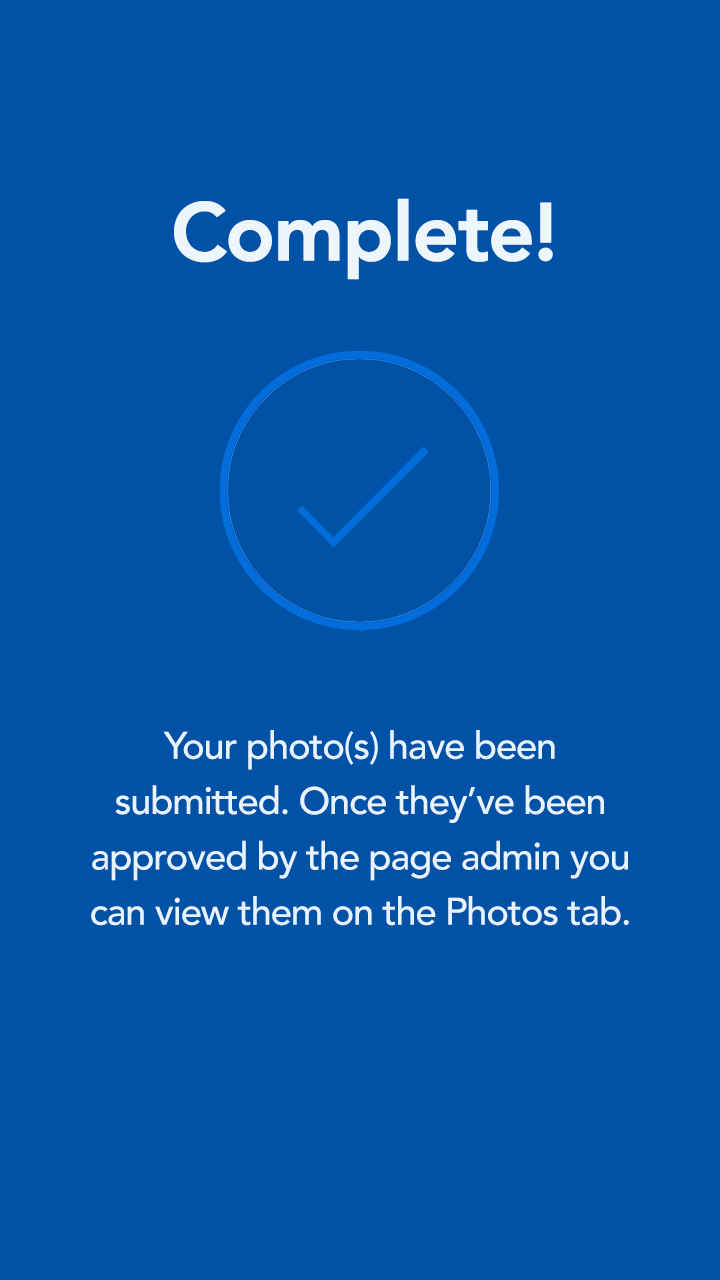 Complete!
Your photo(s) have been
submitted. Once they’ve been
approved by the page admin you
can view them on the Photos tab.